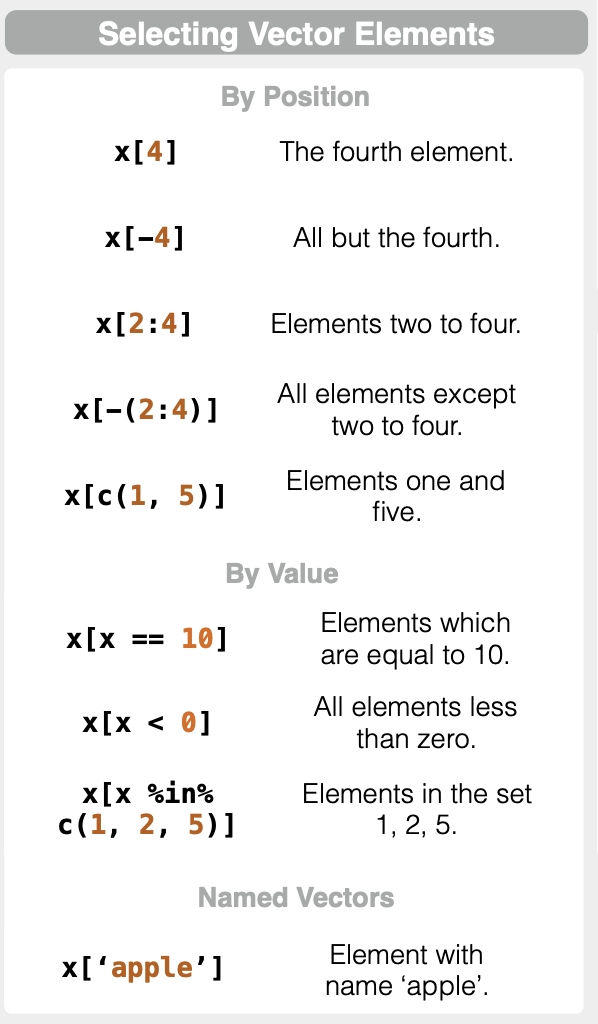 Selecting Vector Elements
By Position
x[4] The fourth element.
x[-4] All but the fourth.
x[2:4] Elements two to four.
x[-(2:4)] All elements except
two to four.
x[c(1, 5)] Elements one and
five.
By Value
x[x == 10] Elements which
are equal to 10.
x[x < 0] All elements less
than zero.
x[x %in%
c(1, 2, 5)] Elements in the set
1, 2, 5.
Named Vectors
x[‘apple’] Element with
name ‘apple’.